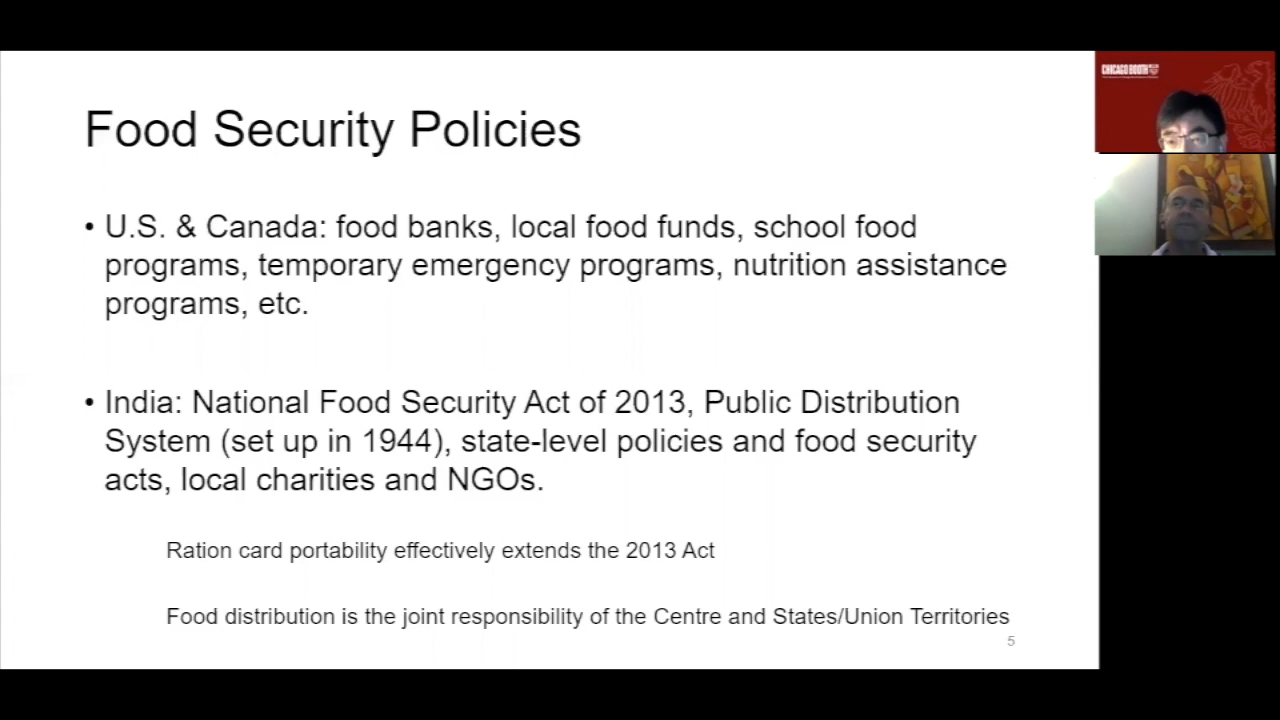 Food Security Policies
• U.S. & Canada: food banks, local food funds, school food
programs, temporary emergency programs, nutrition assistance
programs, etc.
• India: National Food Security Act of 2013, Public Distribution
System (set up in 1944), state-level policies and food security
acts, local charities and NGOs.
Ration card portability effectively extends the 2013 Act
Food distribution is the joint responsibility of the Centre and States/Union Territories
5
CHICAGO BOOTH